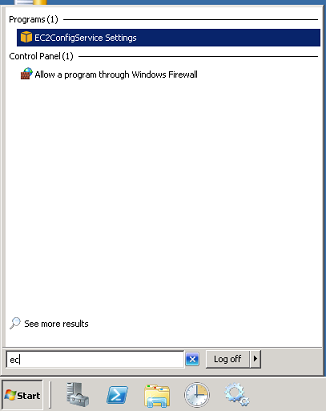 Programs (1)
EC2ConfigService Settings
Control Panel (1)
Allow a program through Windows Firewall
See more results
ec
Log off
Start